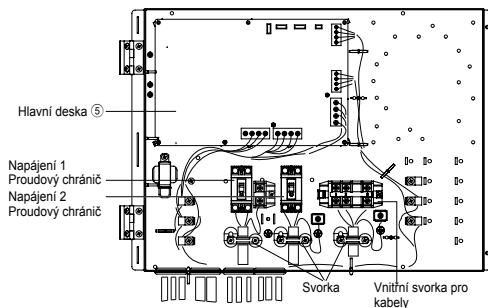 Hlavní deska ⑤
Napájení 1
Proudový chránič
Napájení 2
Proudový chránič
Svorka
Vnitřní svorka pro
kabely